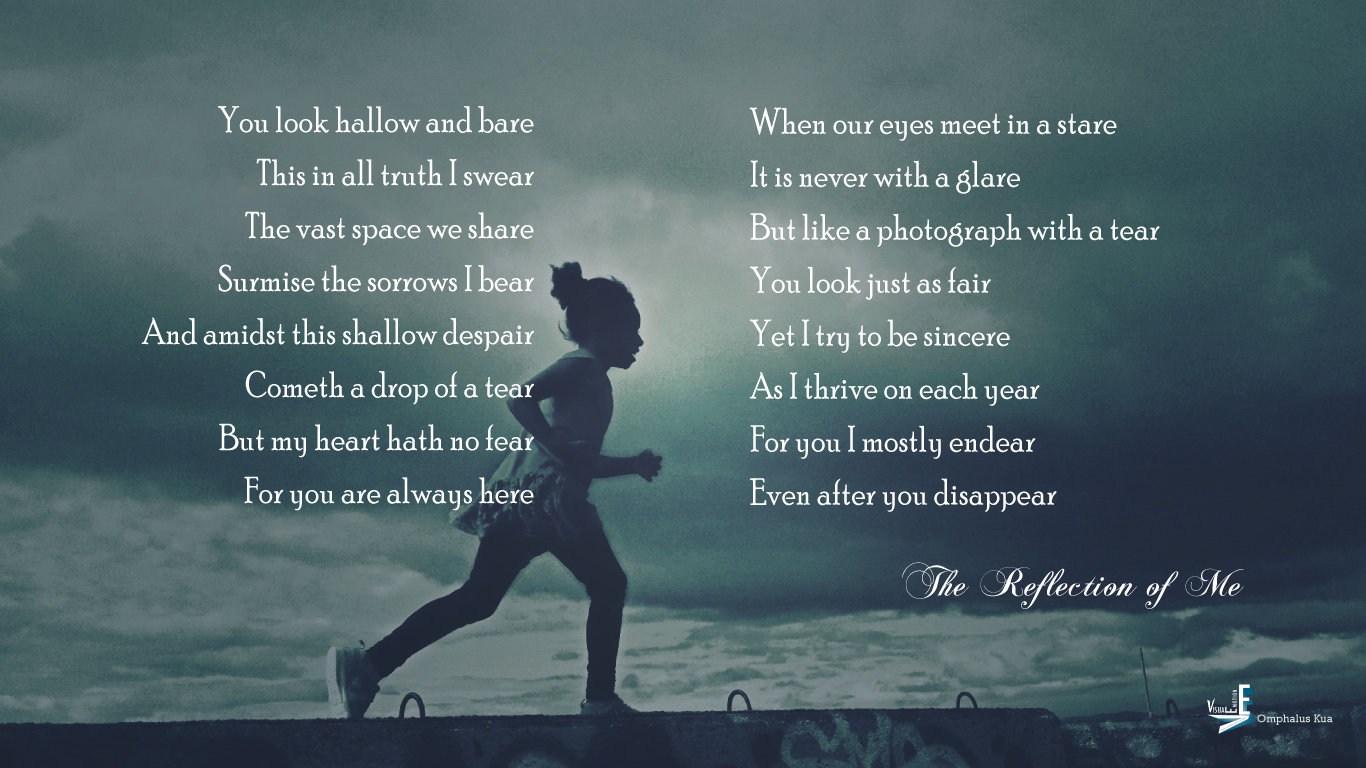 You look hallow and bare
This in all truth I swear
The vast space we share
Surmise the sorrows I bear
And amidst this shallow despair
Cometh a drop of a tear
But my heart hath no fear
For you are always here
When our eyes meet in a stare
It is never with a glare
But like a photograph with a tear
You look just as fair
Yet I try to be sincere
As I thrive on each year
For you I mostly endear
Even after you disappear
The Reflection of Me
Visual Emotion
Omphalus Kua